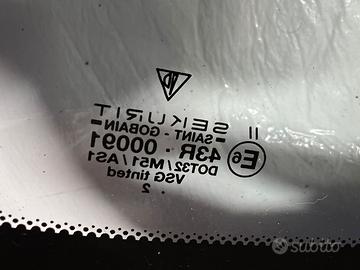 II SEKURIT
SAINT - GOBAIN
E6 43R - 00091
DOT32 / M51 / AS1
VSG tinted
2
subito